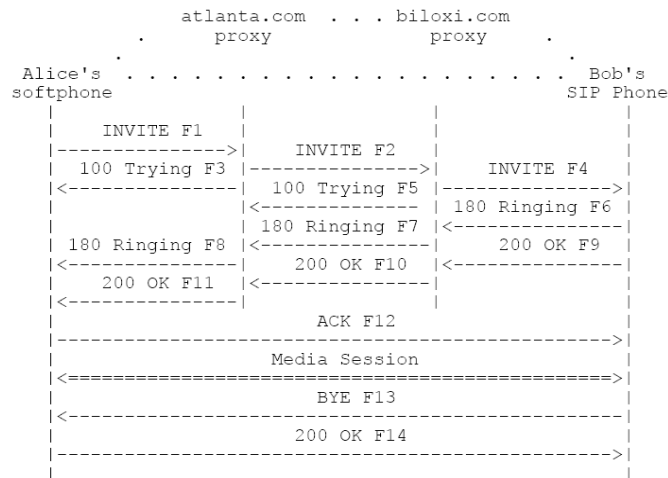 atlanta.com . . . biloxi.com
. proxy proxy .
. .
Alice's . . . . . . . . . . . . . . . . . . . . Bob's
softphone SIP Phone
| | | |
| INVITE F1 | | |
|--------------->| INVITE F2 | |
| 100 Trying F3 |--------------->| INVITE F4 |
|<---------------| 100 Trying F5 |--------------->|
| |<-------------- | 180 Ringing F6 |
| | 180 Ringing F7 |<---------------|
| 180 Ringing F8 |<---------------| 200 OK F9 |
|<---------------| 200 OK F10 |<---------------|
| 200 OK F11 |<---------------| |
|<---------------| | |
| ACK F12 |
|------------------------------------------------->|
| Media Session |
|<================================================>|
| BYE F13 |
|<-------------------------------------------------|
| 200 OK F14 |
|------------------------------------------------->|
| |